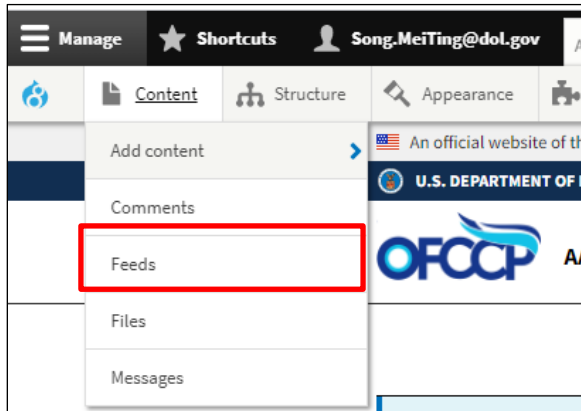 Manage Shortcuts Song.MeiTing@dol.gov
Content Structure Appearance
Add content
An official website of th
Comments
U.S. DEPARTMENT OF
Feeds
OFCCP
Files
Messages